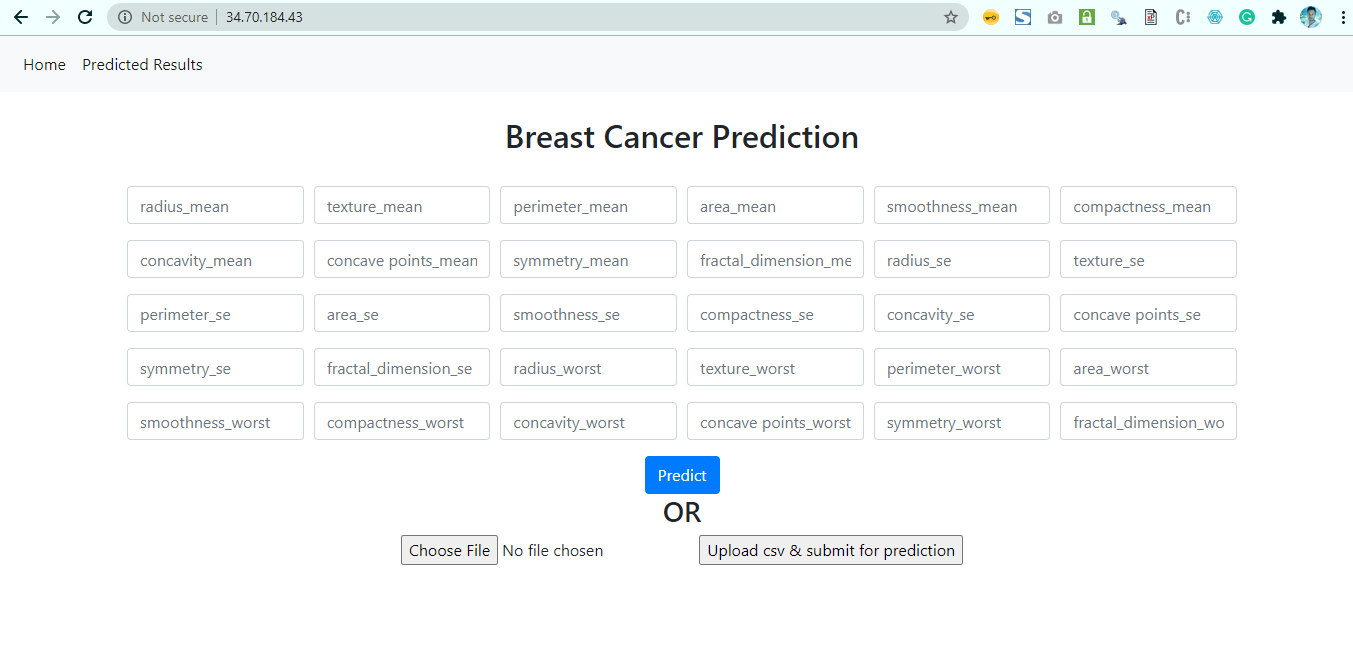 Not secure 34.70.184.43
Home Predicted Results
Breast Cancer Prediction
radius_mean texture_mean perimeter_mean area_mean smoothness_mean compactness_mean
concavity_mean concave points_mean symmetry_mean fractal_dimension_me radius_se texture_se
perimeter_se area_se smoothness_se compactness_se concavity_se concave points_se
symmetry_se fractal_dimension_se radius_worst texture_worst perimeter_worst area_worst
smoothness_worst compactness_worst concavity_worst concave points_worst symmetry_worst fractal_dimension_wo
Predict
OR
Choose File No file chosen Upload csv & submit for prediction